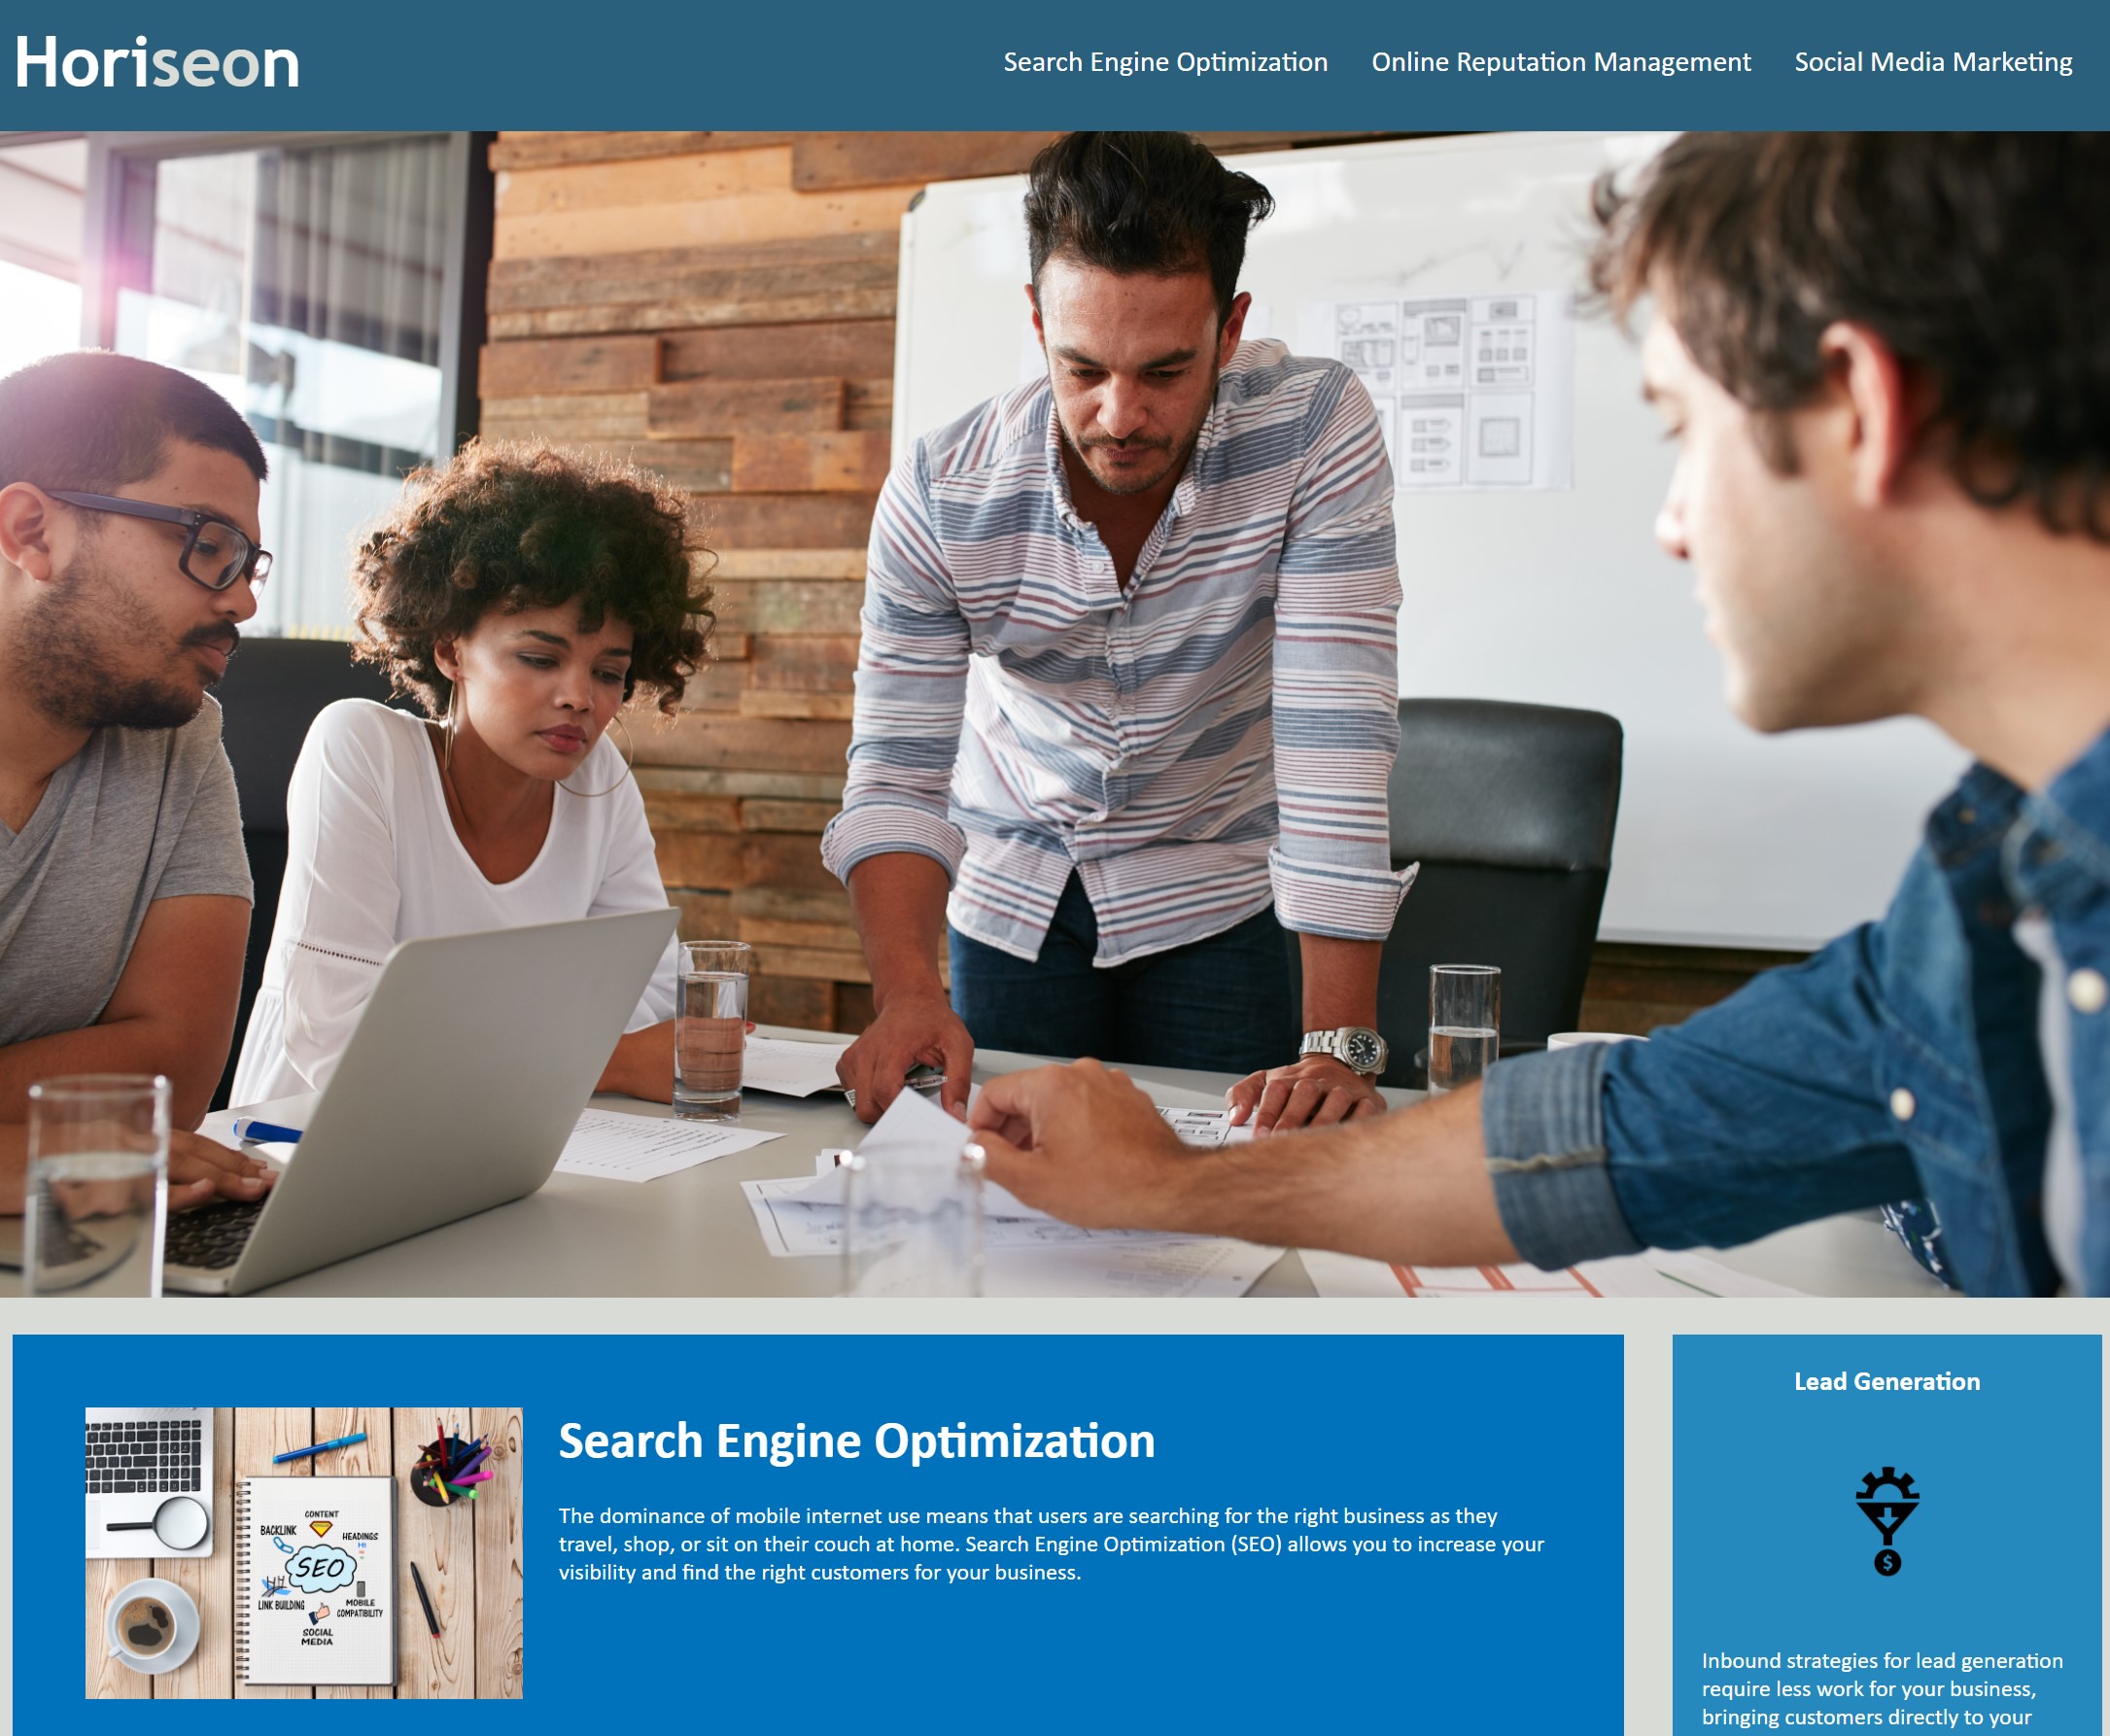 Horiseon
Search Engine Optimization
Online Reputation Management
Social Media Marketing
Search Engine Optimization
The dominance of mobile internet use means that users are searching for the right business as they
travel, shop, or sit on their couch at home. Search Engine Optimization (SEO) allows you to increase your
visibility and find the right customers for your business.
CONTENT
BACKLINK
HEADINGS
SEO
LINK BUILDING
MOBILE
COMPATIBILITY
SOCIAL
MEDIA
Lead Generation
$
Inbound strategies for lead generation
require less work for your business,
bringing customers directly to your